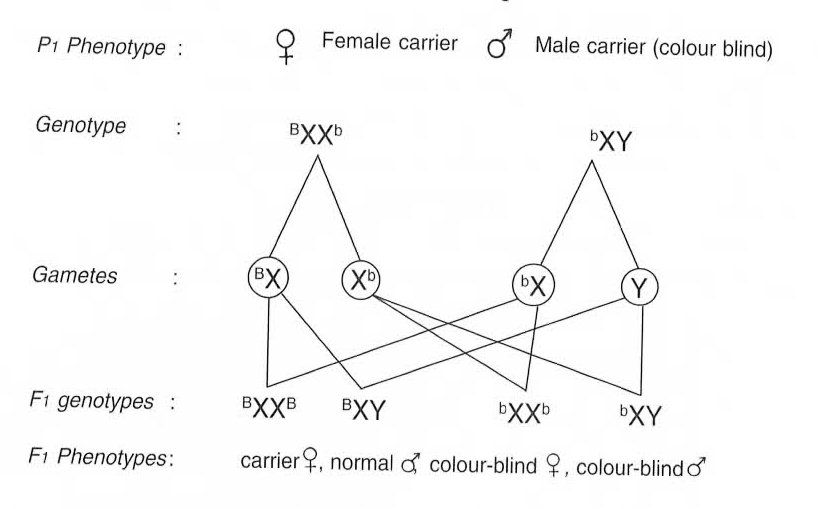 P1 Phenotype : ♀ Female carrier ♂ Male carrier (colour blind)
Genotype : ᴮXXᵇ ᵇXY
Gametes : ᴮX Xᵇ ᵇX Y
F1 genotypes : ᴮXXᴮ ᴮXY ᵇXXᵇ ᵇXY
F1 Phenotypes: carrier ♀, normal ♂ colour-blind ♀, colour-blind ♂